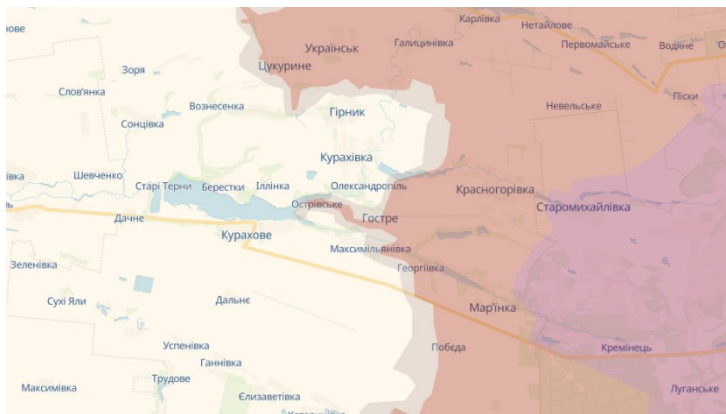 Карлівка
Нетайлове
нове
Українськ
Галицинівка
Первомайське
Водяне
Цукурине
Зоря
Слов'янка
Вознесенка
Піски
Гірник
Невельське
Сонцівка
Курахівка
івка
Шевченко
Старі Терни
Берестки
Іллінка
Олександропіль
Красногорівка
Острівське
Старомихайлівка
Дачне
Гостре
Курахове
Максимільянівка
Зеленівка
Георгіївка
Сухі Яли
Дальнє
Мар'їнка
Успенівка
Побєда
Кремінець
Ганнівка
Трудове
Максимівка
Єлизаветівка
Луганське